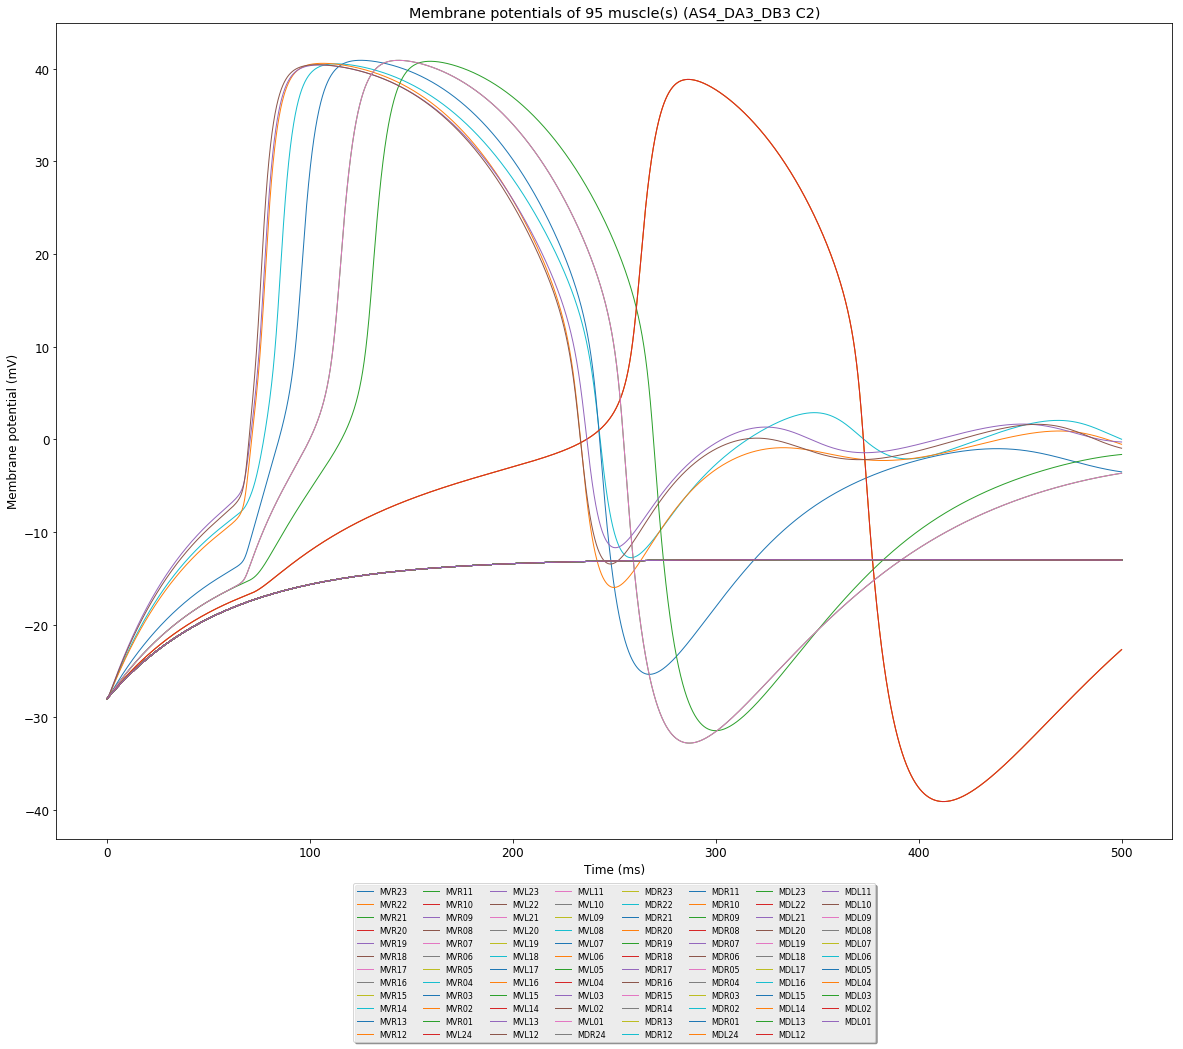 Membrane potentials of 95 muscle(s) (AS4_DA3_DB3 C2)
Membrane potential (mV)
40
30
20
10
0
−10
−20
−30
−40
0 100 200 300 400 500
Time (ms)
MVR23 MVR11 MVL23 MVL11 MDR23 MDR11 MDL23 MDL11
MVR22 MVR10 MVL22 MVL10 MDR22 MDR10 MDL22 MDL10
MVR21 MVR09 MVL21 MVL09 MDR21 MDR09 MDL21 MDL09
MVR20 MVR08 MVL20 MVL08 MDR20 MDR08 MDL20 MDL08
MVR19 MVR07 MVL19 MVL07 MDR19 MDR07 MDL19 MDL07
MVR18 MVR06 MVL18 MVL06 MDR18 MDR06 MDL18 MDL06
MVR17 MVR05 MVL17 MVL05 MDR17 MDR05 MDL17 MDL05
MVR16 MVR04 MVL16 MVL04 MDR16 MDR04 MDL16 MDL04
MVR15 MVR03 MVL15 MVL03 MDR15 MDR03 MDL15 MDL03
MVR14 MVR02 MVL14 MVL02 MDR14 MDR02 MDL14 MDL02
MVR13 MVR01 MVL13 MVL01 MDR13 MDR01 MDL13 MDL01
MVR12 MVL24 MVL12 MDR24 MDR12 MDL24 MDL12